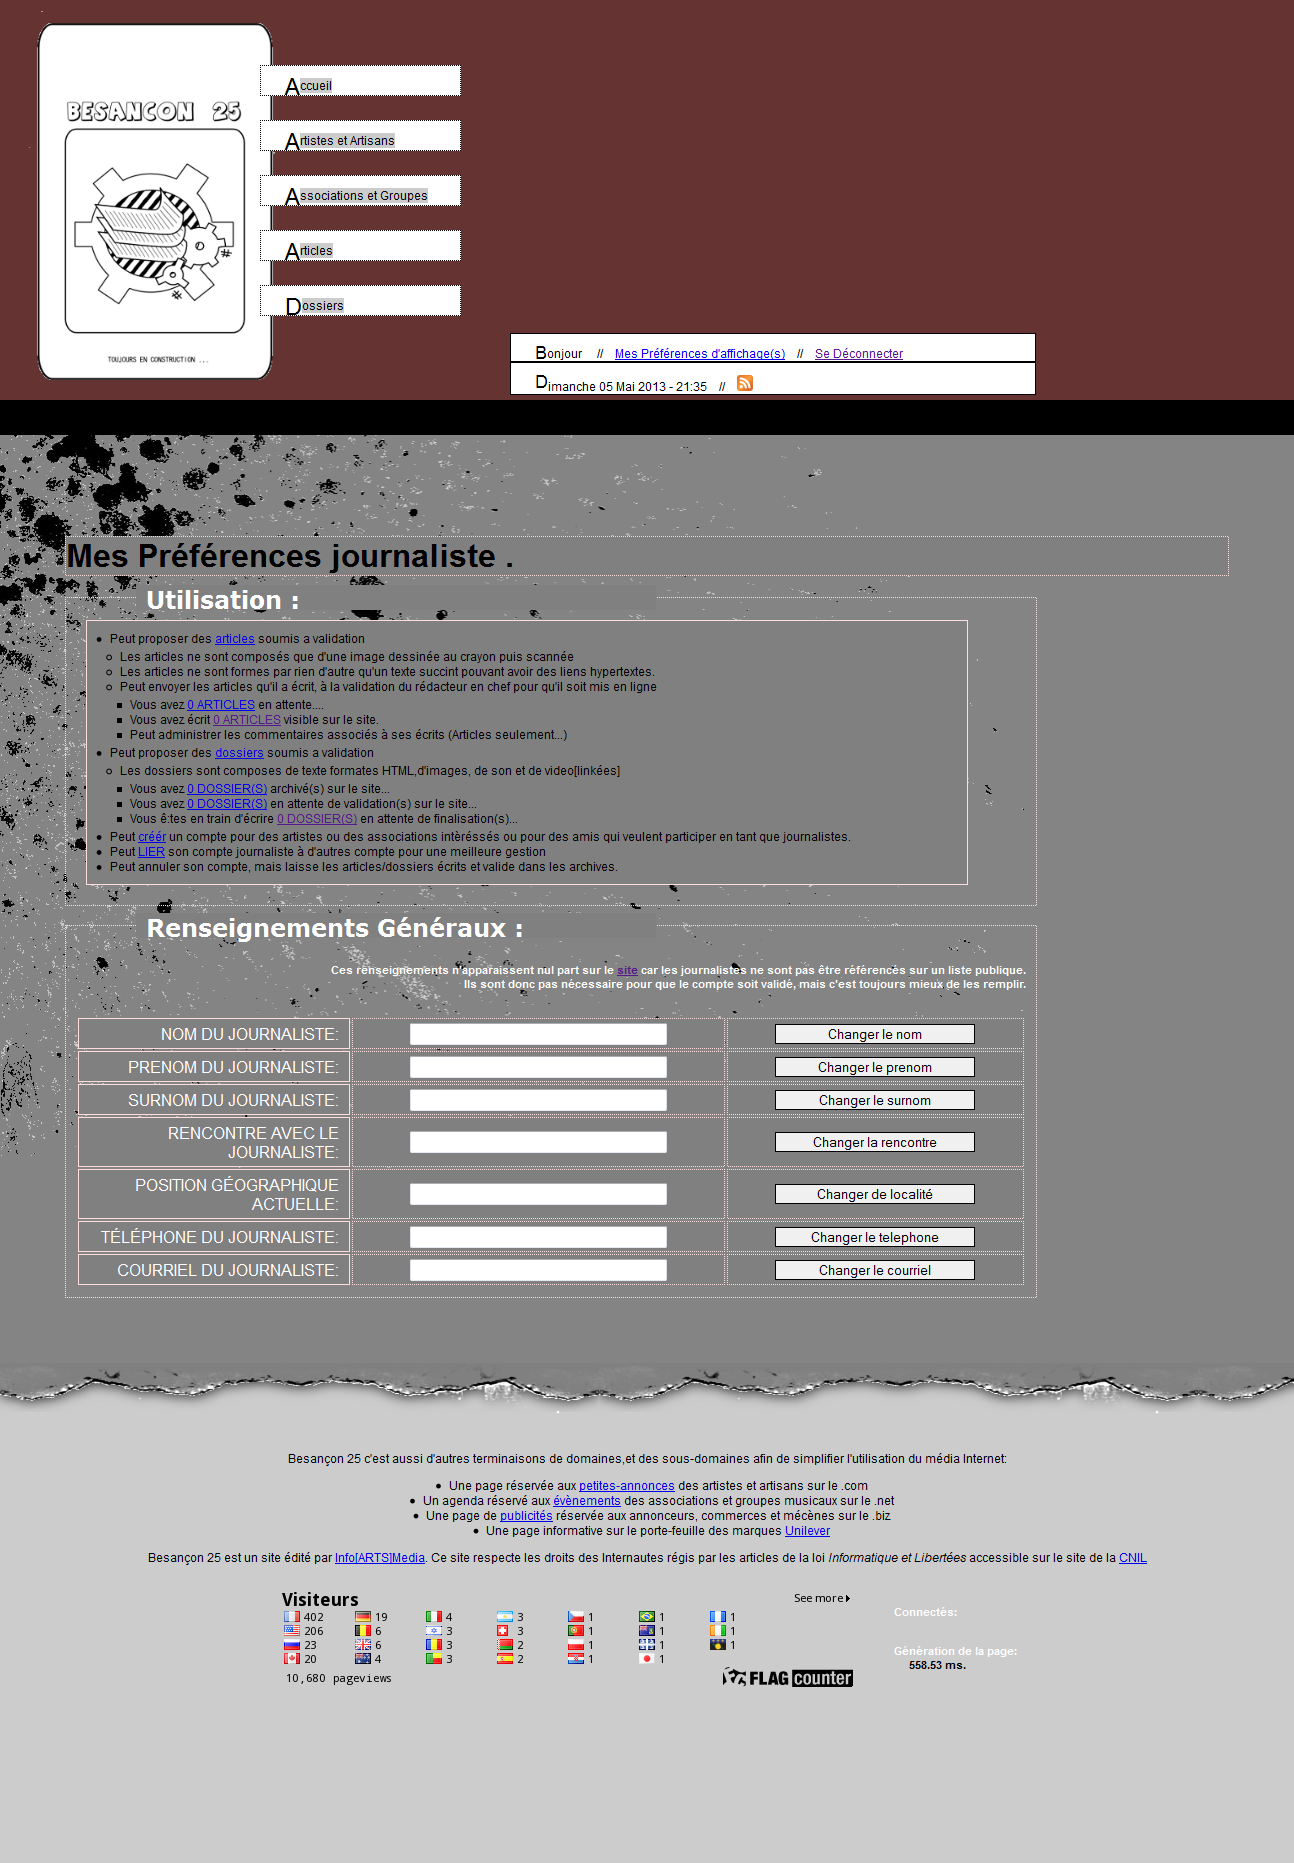 BESANCON 25
TOUJOURS EN CONSTRUCTION ...
Accueil
Artistes et Artisans
Associations et Groupes
Articles
Dossiers
Bonjour // Mes Préférences d'affichage(s) // Se Déconnecter
Dimanche 05 Mai 2013 - 21:35 //
Mes Préférences journaliste .
Utilisation :
Peut proposer des articles soumis a validation
Les articles ne sont composés que d'une image dessinée au crayon puis scannée
Les articles ne sont formes par rien d'autre qu'un texte succint pouvant avoir des liens hypertextes.
Peut envoyer les articles qu'il a écrit, à la validation du rédacteur en chef pour qu'il soit mis en ligne
Vous avez 0 ARTICLES en attente....
Vous avez écrit 0 ARTICLES visible sur le site.
Peut administrer les commentaires associés à ses écrits (Articles seulement...)
Peut proposer des dossiers soumis a validation
Les dossiers sont composes de texte formates HTML,d'images, de son et de video[linkées]
Vous avez 0 DOSSIER(S) archivé(s) sur le site...
Vous avez 0 DOSSIER(S) en attente de validation(s) sur le site...
Vous ê:tes en train d'écrire 0 DOSSIER(S) en attente de finalisation(s)...
Peut créér un compte pour des artistes ou des associations intèréssés ou pour des amis qui veulent participer en tant que journalistes.
Peut LIER son compte journaliste à d'autres compte pour une meilleure gestion
Peut annuler son compte, mais laisse les articles/dossiers écrits et valide dans les archives.
Renseignements Généraux :
Ces renseignements n'apparaissent nul part sur le site car les journalistes ne sont pas être référencés sur un liste publique.
Ils sont donc pas nécessaire pour que le compte soit validé, mais c'est toujours mieux de les remplir.
NOM DU JOURNALISTE: Changer le nom
PRENOM DU JOURNALISTE: Changer le prenom
SURNOM DU JOURNALISTE: Changer le surnom
RENCONTRE AVEC LE
JOURNALISTE: Changer la rencontre
POSITION GÉOGRAPHIQUE
ACTUELLE: Changer de localité
TÉLÉPHONE DU JOURNALISTE: Changer le telephone
COURRIEL DU JOURNALISTE: Changer le courriel
Besançon 25 c'est aussi d'autres terminaisons de domaines,et des sous-domaines afin de simplifier l'utilisation du média Internet:
Une page réservée aux petites-annonces des artistes et artisans sur le .com
Un agenda réservé aux évènements des associations et groupes musicaux sur le .net
Une page de publicités réservée aux annonceurs, commerces et mécènes sur le .biz
Une page informative sur le porte-feuille des marques Unilever
Besançon 25 est un site édité par Info[ARTS]Media. Ce site respecte les droits des Internautes régis par les articles de la loi Informatique et Libertées accessible sur le site de la CNIL
Visiteurs See more
402 19 4 3 1 1 1
206 6 3 3 1 1 1
23 6 3 2 1 1 1
20 4 3 2 1 1
10,680 pageviews
FLAG counter
Connectés:
Génération de la page:
558.53 ms.